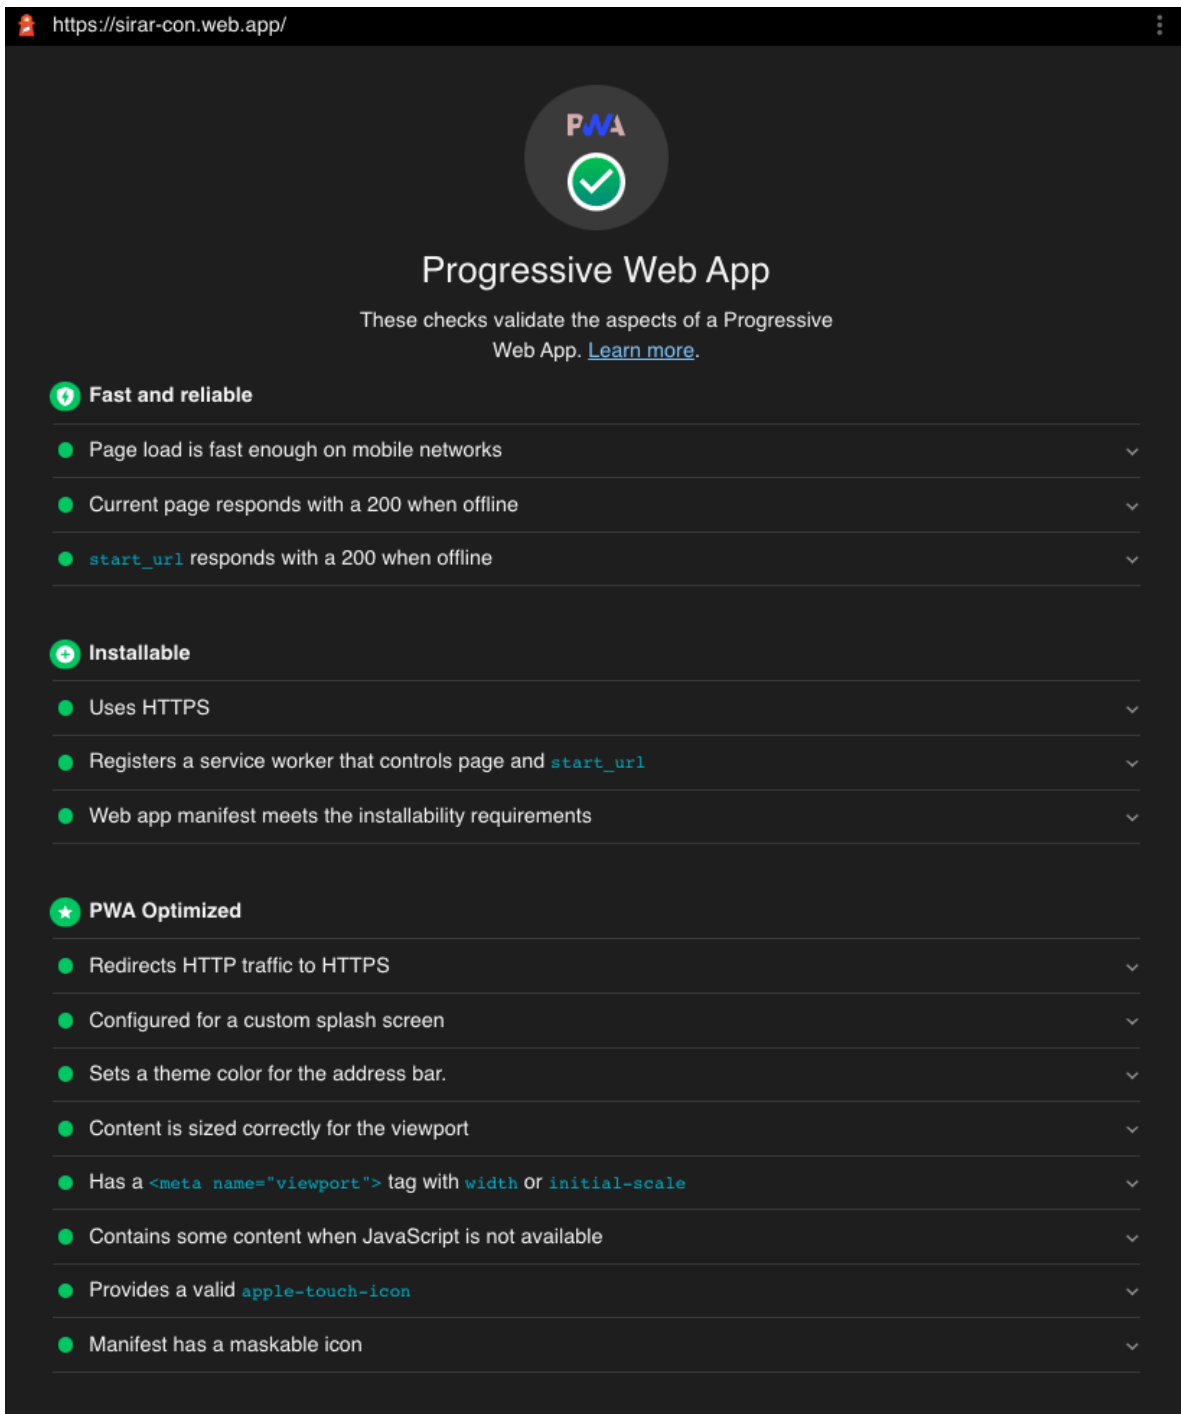 https://sirar-con.web.app/
PWA
Progressive Web App
These checks validate the aspects of a Progressive
Web App. Learn more.
Fast and reliable
Page load is fast enough on mobile networks
Current page responds with a 200 when offline
start_url responds with a 200 when offline
Installable
Uses HTTPS
Registers a service worker that controls page and start_url
Web app manifest meets the installability requirements
PWA Optimized
Redirects HTTP traffic to HTTPS
Configured for a custom splash screen
Sets a theme color for the address bar.
Content is sized correctly for the viewport
Has a <meta name="viewport"> tag with width or initial-scale
Contains some content when JavaScript is not available
Provides a valid apple-touch-icon
Manifest has a maskable icon